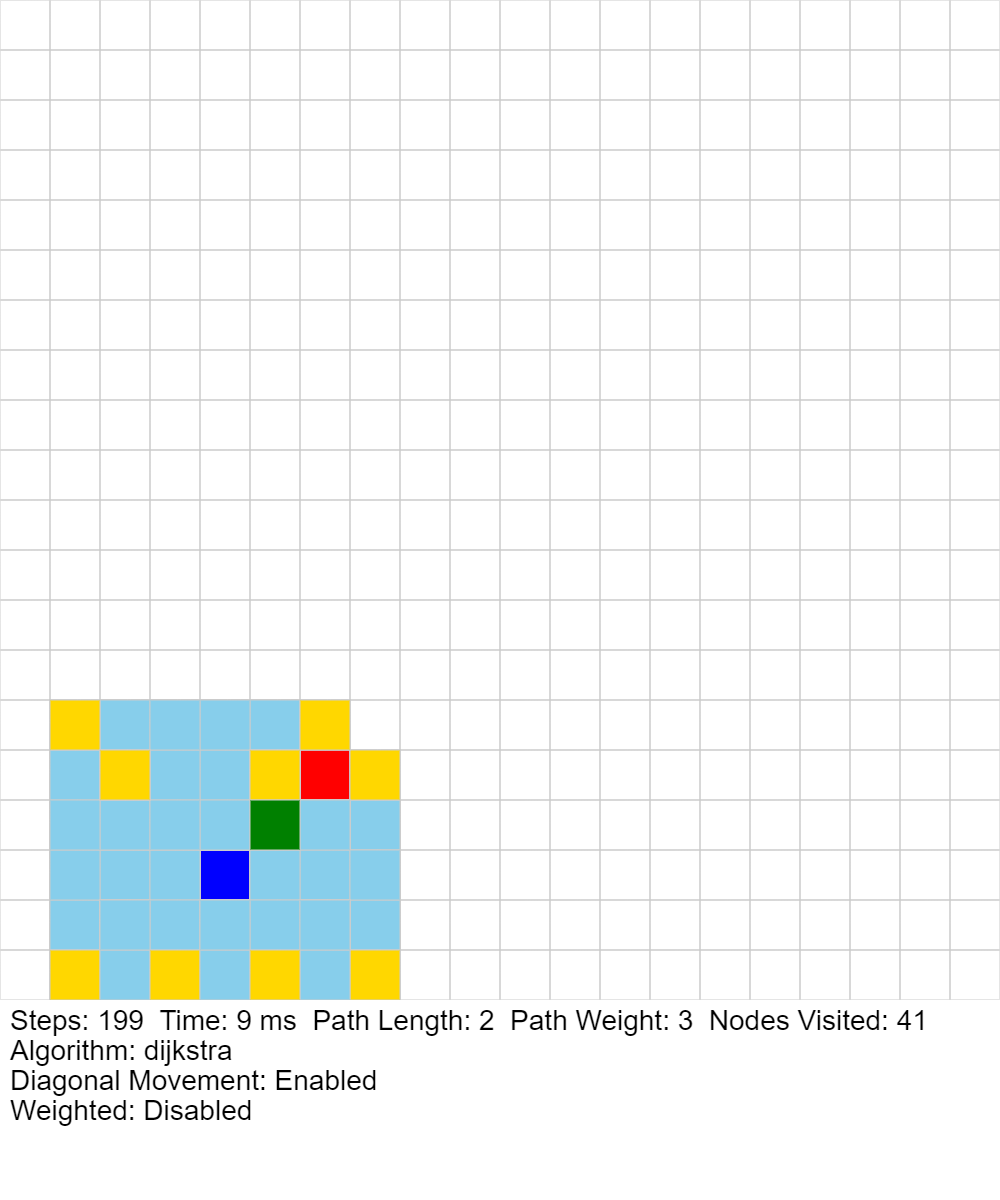 Steps: 199  Time: 9 ms  Path Length: 2  Path Weight: 3  Nodes Visited: 41
Algorithm: dijkstra
Diagonal Movement: Enabled
Weighted: Disabled